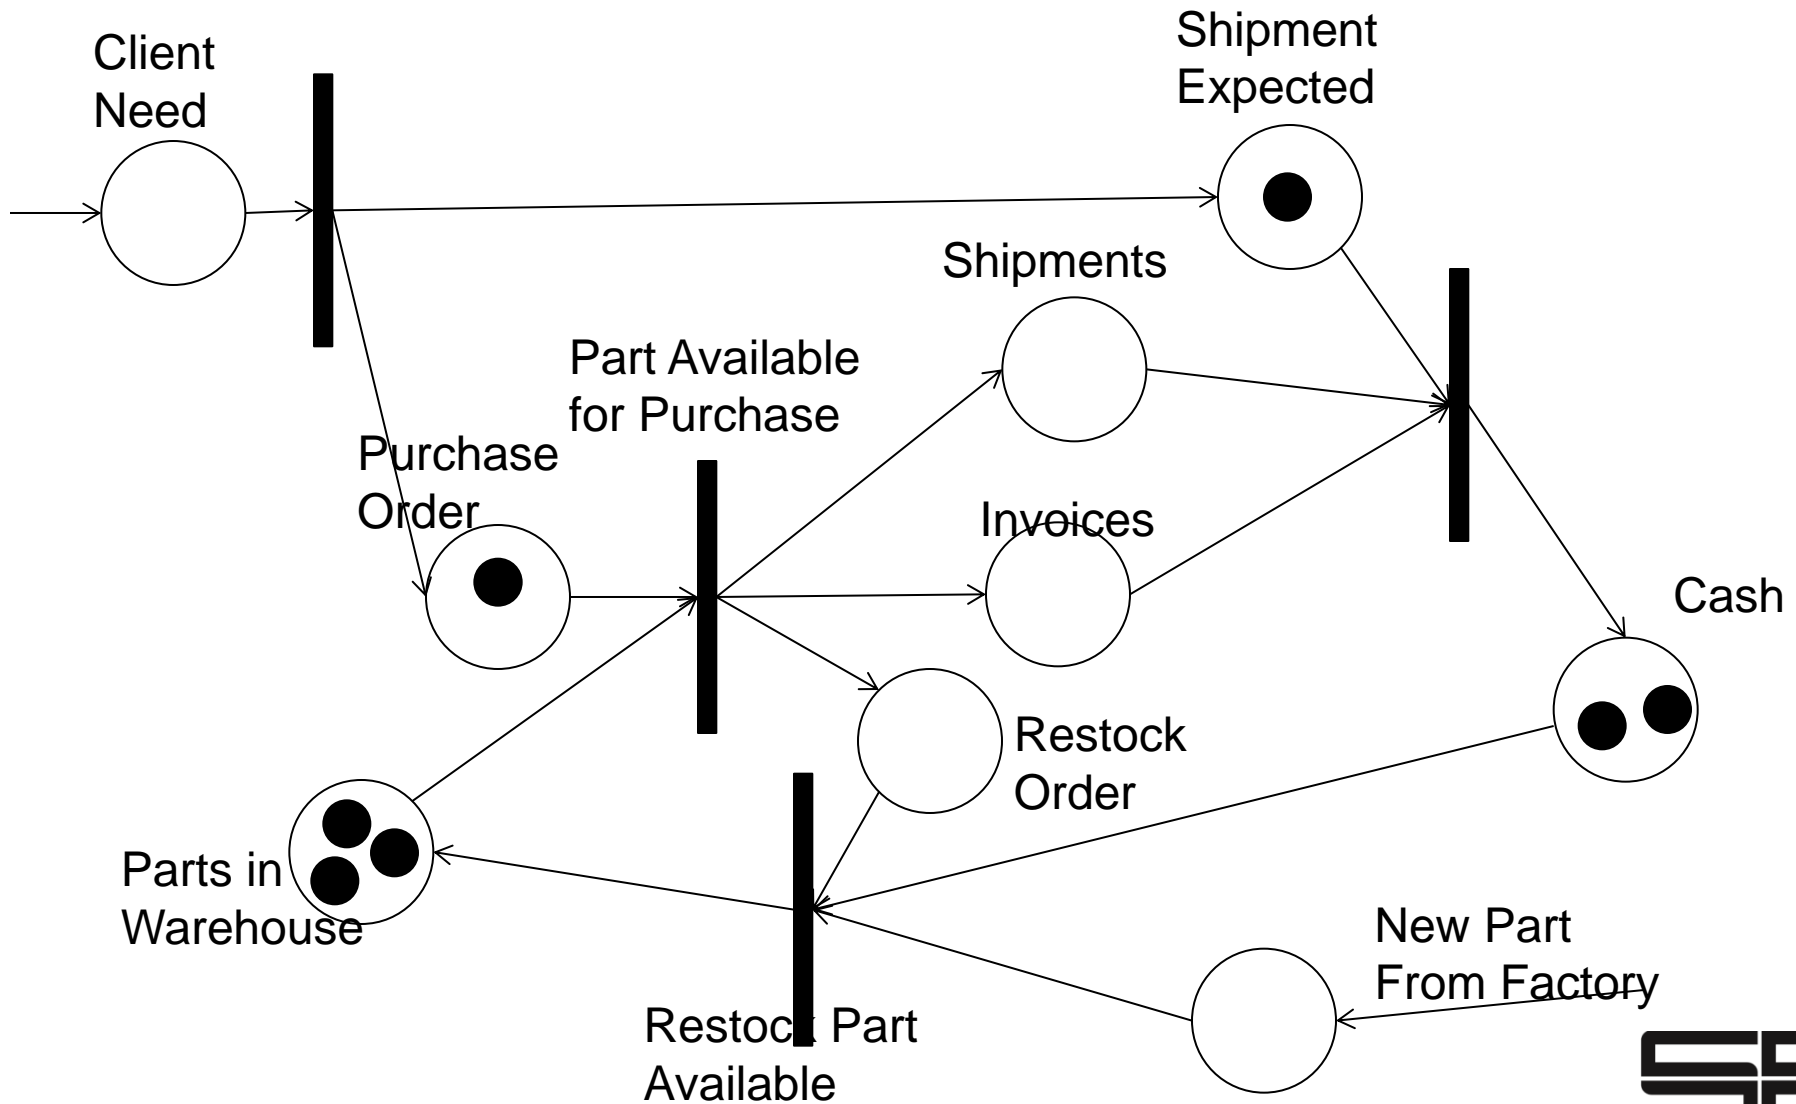 Client
Need
Shipment
Expected
Shipments
Part Available
for Purchase
Purchase
Order
Invoices
Cash
Restock
Order
Parts in
Warehouse
New Part
From Factory
Restock Part
Available